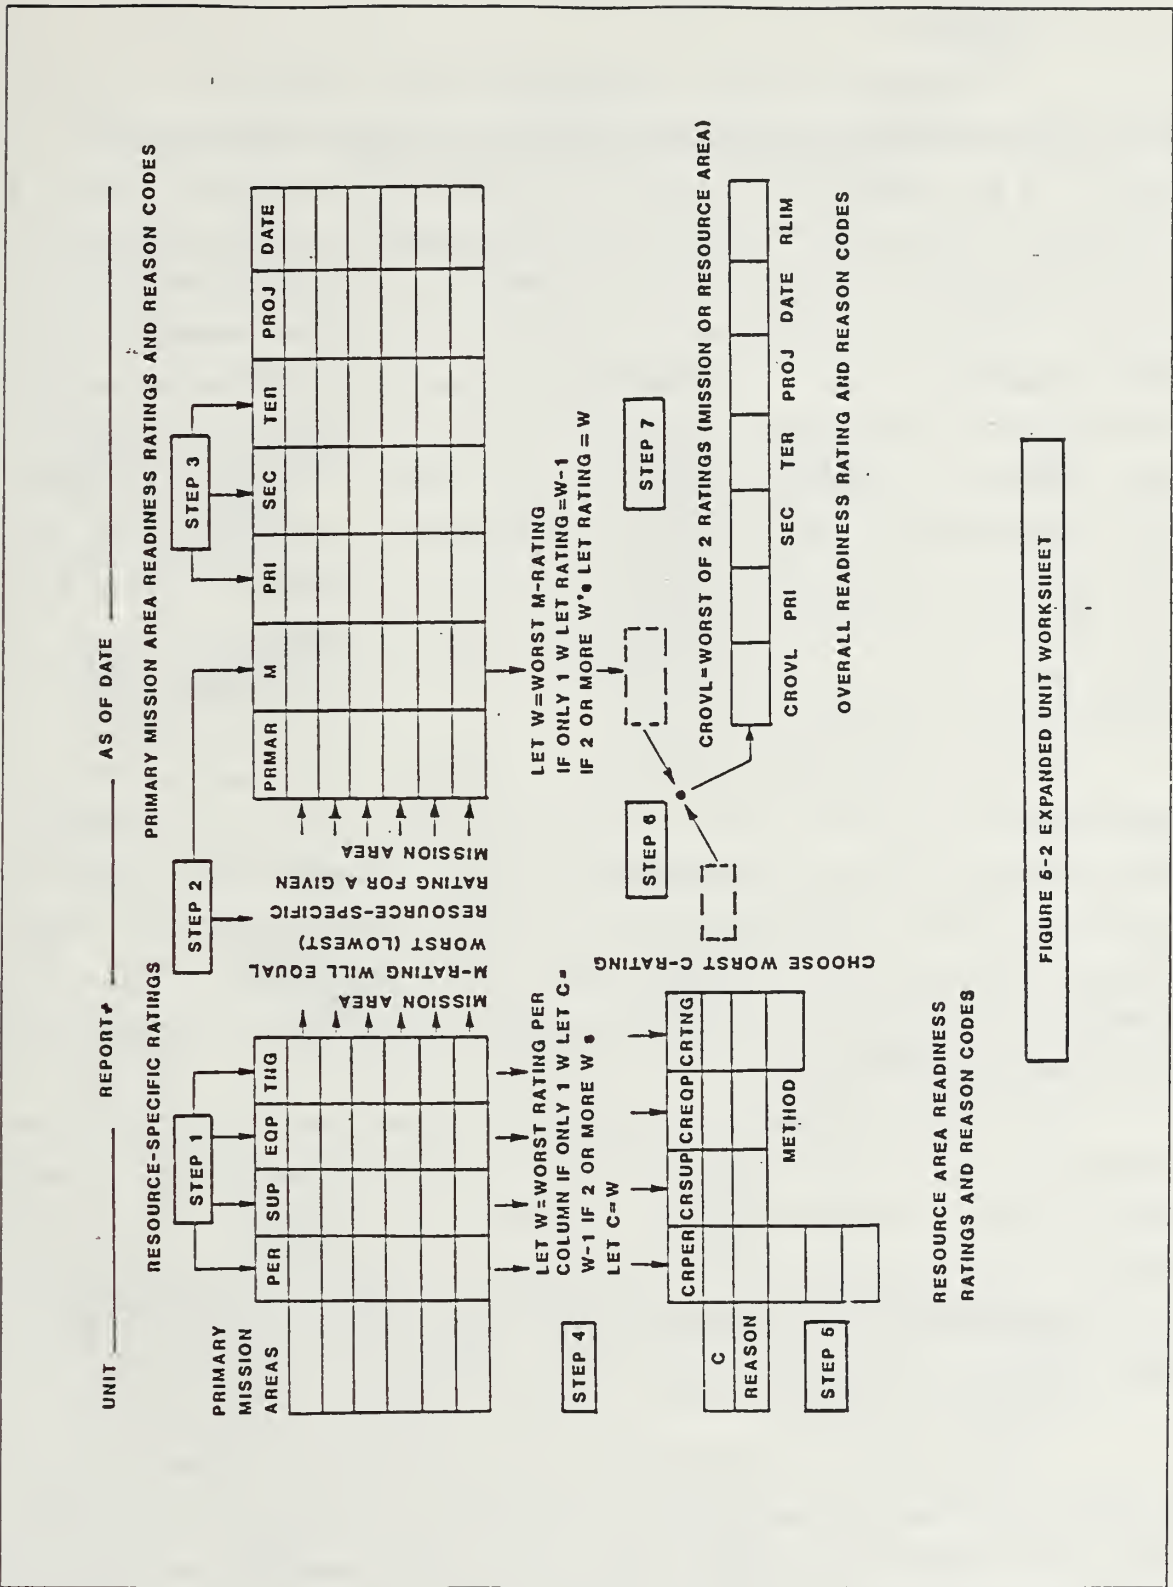 UNIT REPORT# AS OF DATE
RESOURCE-SPECIFIC RATINGS
PRIMARY MISSION AREA READINESS RATINGS AND REASON CODES
STEP 1
STEP 2
STEP 3
PRIMARY
MISSION
AREAS
PER SUP EQP TNG
MISSION AREA
M-RATING WILL EQUAL
WORST (LOWEST)
RESOURCE-SPECIFIC
RATING FOR A GIVEN
MISSION AREA
PRMAR M PRI SEC TER PROJ DATE
STEP 4
LET W=WORST RATING PER
COLUMN IF ONLY 1 W LET C=
W-1 IF 2 OR MORE W s
LET C=W
LET W=WORST M-RATING
IF ONLY 1 W LET RATING=W-1
IF 2 OR MORE W's LET RATING=W
CRPER CRSUP CREQP CRTNG
C
REASON
METHOD
STEP 5
CHOOSE WORST C-RATING
STEP 6
STEP 7
CROVL=WORST OF 2 RATINGS (MISSION OR RESOURCE AREA)
CROVL PRI SEC TER PROJ DATE RLIM
OVERALL READINESS RATING AND REASON CODES
RESOURCE AREA READINESS
RATINGS AND REASON CODES
FIGURE 5-2 EXPANDED UNIT WORKSHEET